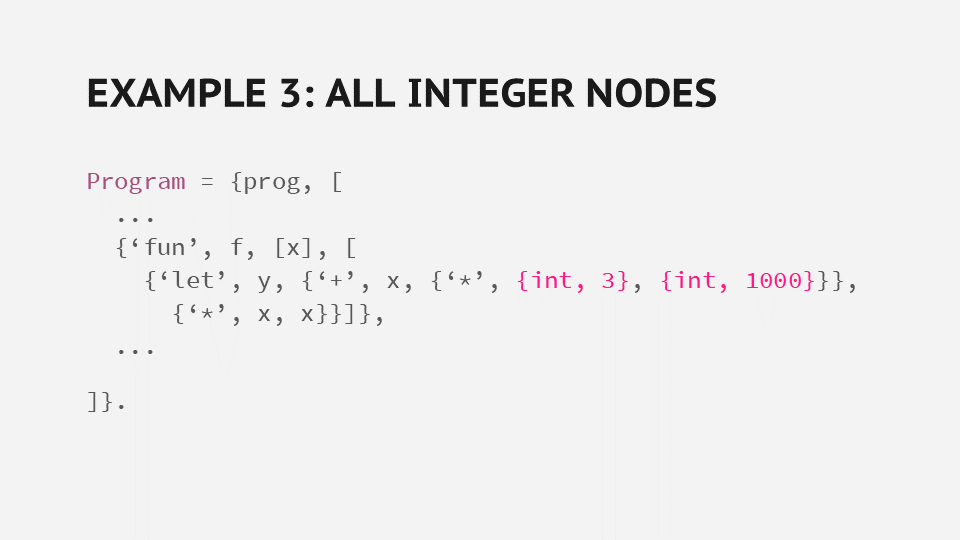 EXAMPLE 3: ALL INTEGER NODES
Program = {prog, [
  ...
  {‘fun’, f, [x], [
    {‘let’, y, {‘+’, x, {‘*’, {int, 3}, {int, 1000}}},
      {‘*’, x, x}}]},
  ...
]}.